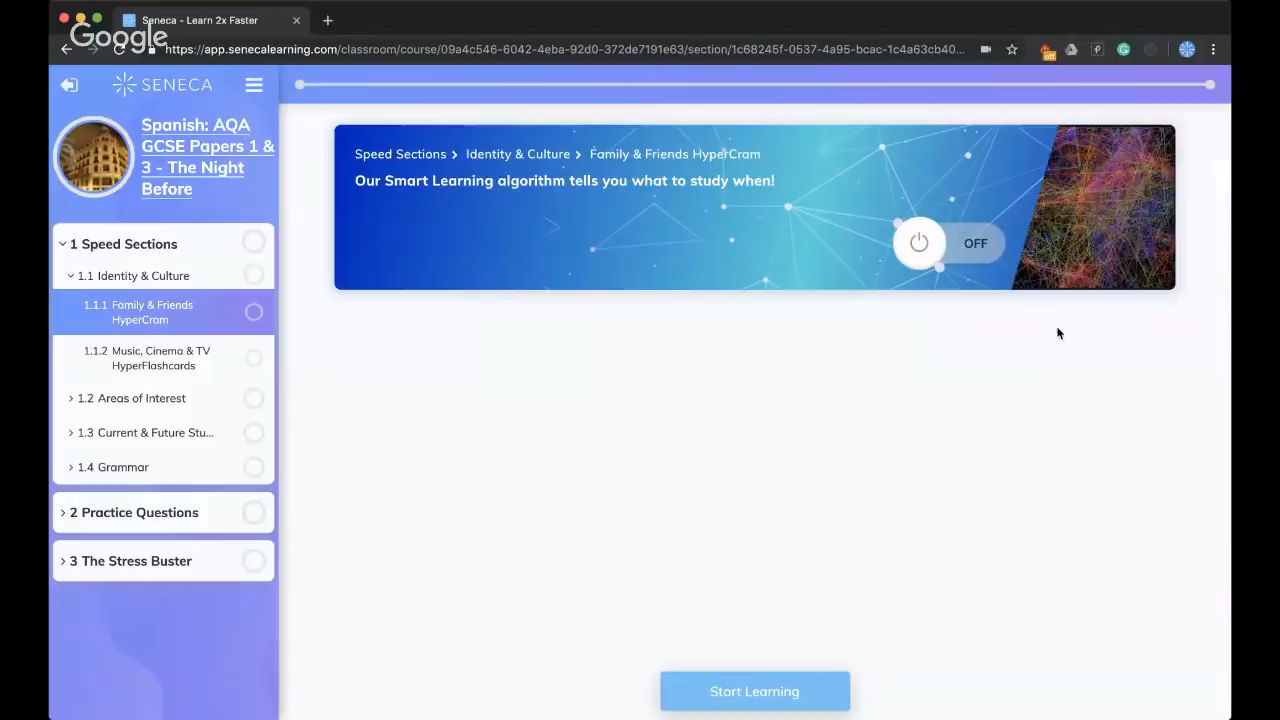 Seneca - Learn 2x Faster
Google
https://app.senecalearning.com/classroom/course/09a4c546-6042-4eba-92d0-372de7191e63/section/1c68245f-0537-4a95-bcac-1c4a63cb40...
off
SENECA
Spanish: AQA
GCSE Papers 1 &
3 - The Night
Before
1 Speed Sections
1.1 Identity & Culture
1.1.1 Family & Friends
HyperCram
1.1.2 Music, Cinema & TV
HyperFlashcards
1.2 Areas of Interest
1.3 Current & Future Stu...
1.4 Grammar
2 Practice Questions
3 The Stress Buster
Speed Sections > Identity & Culture > Family & Friends HyperCram
Our Smart Learning algorithm tells you what to study when!
OFF
Start Learning